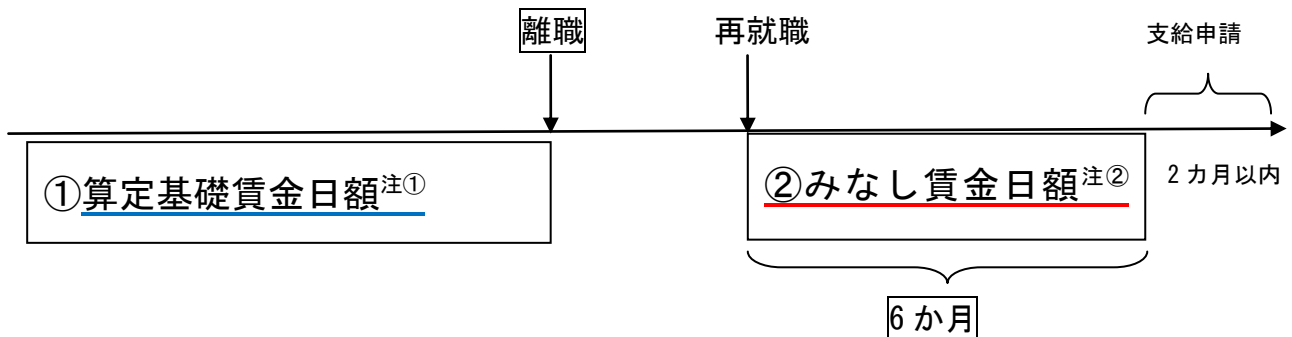 離職
再就職
支給申請
①算定基礎賃金日額注①
②みなし賃金日額注②
2カ月以内
6か月